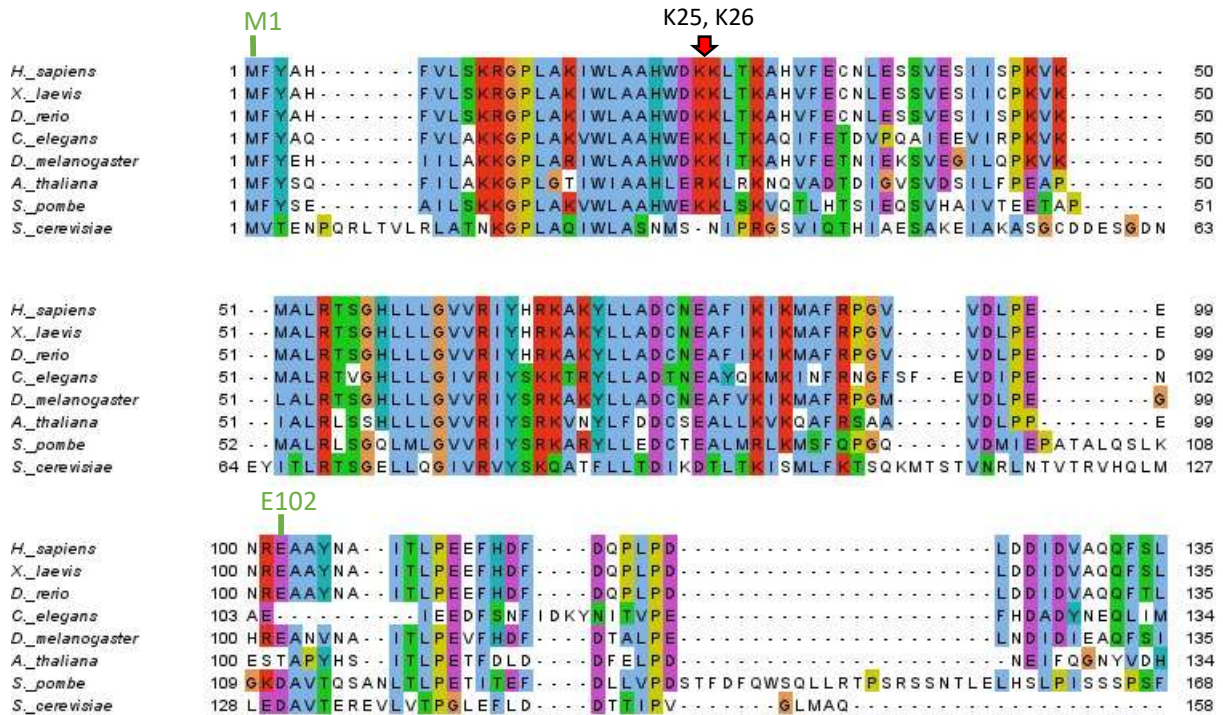 M1
K25, K26
H._sapiens 1 MFYAH-------FVLSKRGPLAKIWLAAHWDKKLTKAHVFECNLESSVESIISPKVK------- 50
X._laevis 1 MFYAH-------FVLSKRGPLAKIWLAAHWDKKLTKAHVFECNLESSVESIICPKVK------- 50
D._rerio 1 MFYAH-------FVLSKRGPLAKIWLAAHWDKKLTKAHVFECNLESSVESIISPKVK------- 50
C._elegans 1 MFYAQ-------FVLAKKGPLAKVWLAAHWEKKLTKAQIFETDVPQAIEEVIRPKVK------- 50
D._melanogaster 1 MFYEH-------IILAKKGPLARIWLAAHWDKKITKAHVFETNIEKSVEGILQPKVK------- 50
A._thaliana 1 MFYSQ-------FILAKKGPLGTIWIAAHLERKLRKNQVADTDIGVSVDSILFPEAP------- 50
S._pombe 1 MFYSE-------AILSKKGPLAKVWLAAHWEKKLSKVQTLHTSIEQSVHAIVTEETAP------ 51
S._cerevisiae 1 MVTENPQRLTVLRLATNKGPLAQIWLASNMS-NIPRGSVIQTHIAESAKEIAKASGCDDESGDN 63
H._sapiens 51 --MALRTSGHLLLGVVRIYHRKAKYLLADCNEAFIKIKMAFRPGV-----VDLPE--------E 99
X._laevis 51 --MALRTSGHLLLGVVRIYHRKAKYLLADCNEAFIKIKMAFRPGV-----VDLPE--------E 99
D._rerio 51 --MALRTSGHLLLGVVRIYHRKAKYLLADCNEAFIKIKMAFRPGV-----VDLPE--------D 99
C._elegans 51 --MALRTVGHLLLGIVRIYSKKTRYLLADTNEAYQKMKINFRNGFSF--EVDIPE--------N 102
D._melanogaster 51 --LALRTSGHLLLGVVRIYSRKAKYLLADCNEAFVKIKMAFRPGM-----VDLPE--------G 99
A._thaliana 51 --IALRLSSHLLLGVVRIYSRKVNYLFDDCSEALLKVKQAFRSAA-----VDLPP--------E 99
S._pombe 52 --MALRLSGQLMLGVVRIYSRKARYLLEDCTEALMRLKMSFQPGQ-----VDMIEPATALQSLK 108
S._cerevisiae 64 EYITLRTSGELLQGIVRVYSKQATFLLTDIKDTLTKISMLFKTSQKMTSTVNRLNTVTRVHQLM 127
E102
H._sapiens 100 NREAAYNA--ITLPEEFHDF----DQPLPD----------------------LDDIDVAQQFSL 135
X._laevis 100 NREAAYNA--ITLPEEFHDF----DQPLPD----------------------LDDIDVAQQFSL 135
D._rerio 100 NREAAYNA--ITLPEEFHDF----DQPLPD----------------------LDDIDVAQQFTL 135
C._elegans 103 AE----------IEEDFSNFIDKYNITVPE----------------------FHDADYNEQLIM 134
D._melanogaster 100 HREANVNA--ITLPEVFHDF----DTALPE----------------------LNDIDIEAQFSI 135
A._thaliana 100 ESTAPYHS--ITLPETFDLD----DFELPD-----------------------NEIFQGNYVDH 134
S._pombe 109 GKDAVTQSANLTLPETITEF----DLLVPDSTFDFQWSQLLRTPSRSSNTLELHSLPISSSPSF 168
S._cerevisiae 128 LEDAVTEREVLVTPGLEFLD----DTTIPV-------GLMAQ---------------------- 158